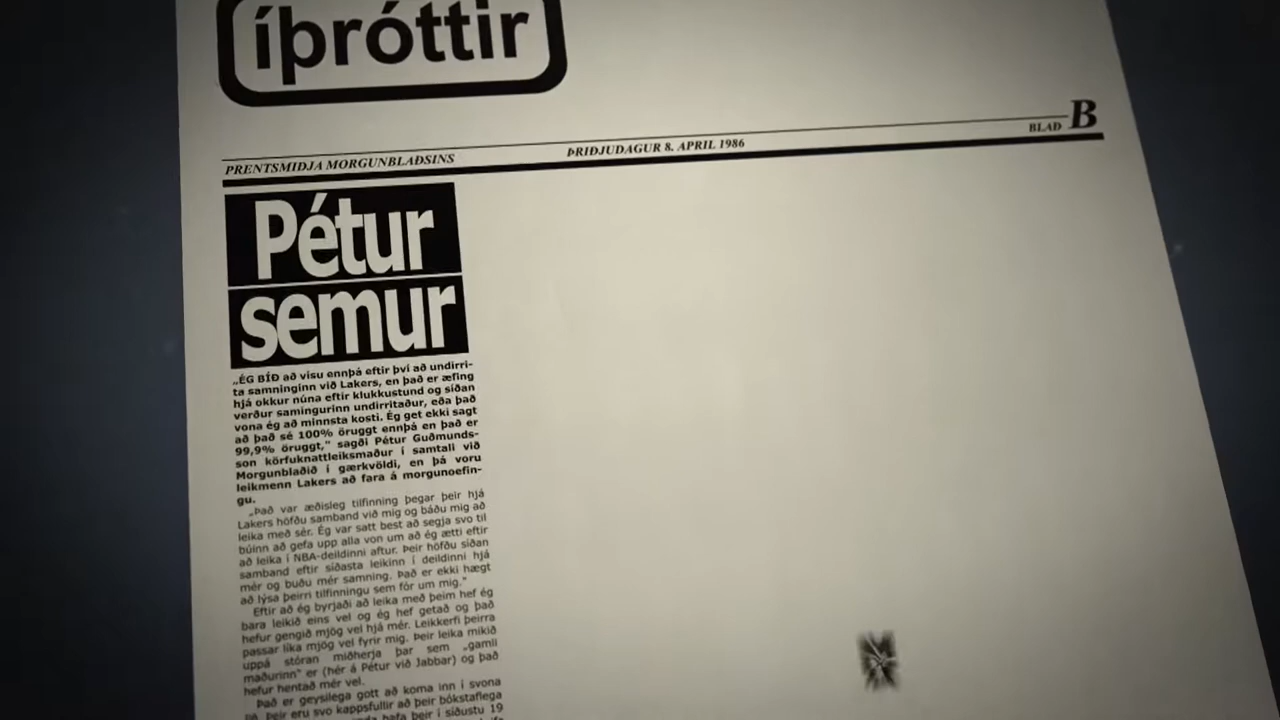 íþróttir
PRENTSMIÐJA MORGUNBLAÐSINS
ÞRIÐJUDAGUR 8. APRIL 1986
BLAÐ B
Pétur
semur
„ÉG BÍÐ að vísu ennþá eftir því að undirri-
ta samninginn við Lakers, en það er æfing
hjá okkur núna eftir klukkustund og síðan
verður samingurinn undirritaður, eða það
vona ég að minnsta kosti. Ég get ekki sagt
að það sé 100% öruggt ennþá en það er
99,9% öruggt,“ sagði Pétur Guðmunds-
son körfuknattleiksmaður í samtali við
Morgunblaðið í gærkvöldi, en þá voru
leikmenn Lakers að fara á morgunoefin-
gu.
„Það var æðisleg tilfinning þegar þeir hjá
Lakers höfðu samband við mig og báðu mig að
leika með sér. Ég var satt best að segja svo til
búinn að gefa upp alla von um að ég ætti eftir
að leika í NBA-deildinni aftur. Þeir höfðu síðan
samband eftir síðasta leikinn í deildinni hjá
mér og buðu mér samning. Það er ekki hægt
að lýsa þeirri tilfinningu sem fór um mig.“
Eftir að ég byrjaði að leika með þeim hef ég
bara leikið eins vel og ég hef getað og það
hefur gengið mjög vel hjá mér. Leikkerfi þeirra
passar líka mjög vel fyrir mig. Þeir leika mikið
uppá stóran miðherja þar sem „gamli
maðurinn“ er (hér á Pétur við Jabbar) og það
hefur hentað mér vel.
Það er geysilega gott að koma inn í svona
Þeir eru svo kappsfullir að þeir bókstaflega
hafa þeir í síðustu 19